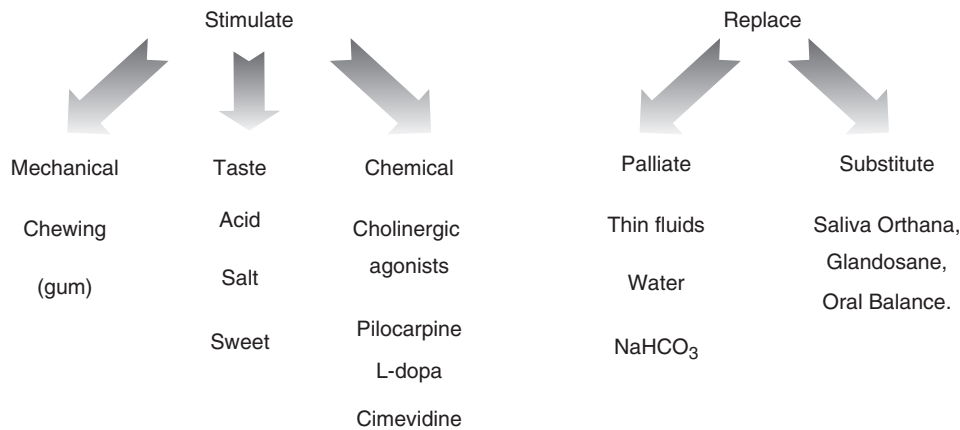 Stimulate
Mechanical
Chewing
(gum)
Taste
Acid
Salt
Sweet
Chemical
Cholinergic
agonists
Pilocarpine
L-dopa
Cimevidine
Replace
Palliate
Thin fluids
Water
NaHCO₃
Substitute
Saliva Orthana,
Glandosane,
Oral Balance.